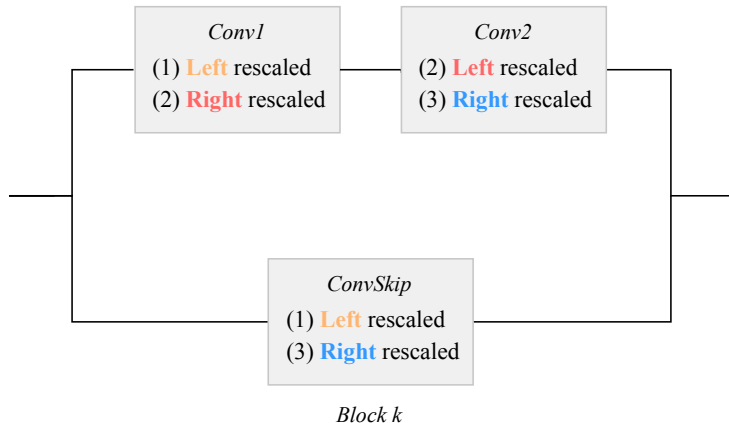 Conv1
(1) Left rescaled
(2) Right rescaled
Conv2
(2) Left rescaled
(3) Right rescaled
ConvSkip
(1) Left rescaled
(3) Right rescaled
Block k